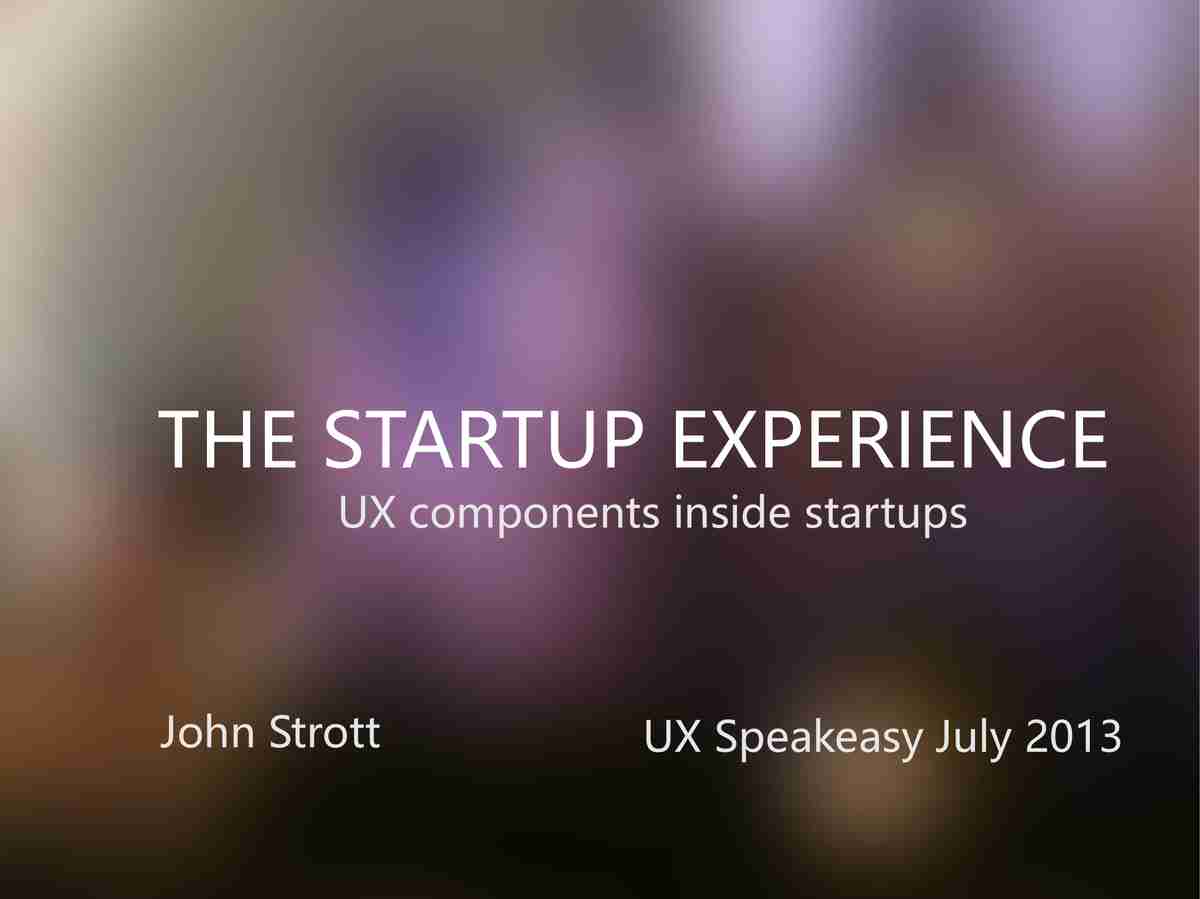 THE STARTUP EXPERIENCE
UX components inside startups
John Strott
UX Speakeasy July 2013